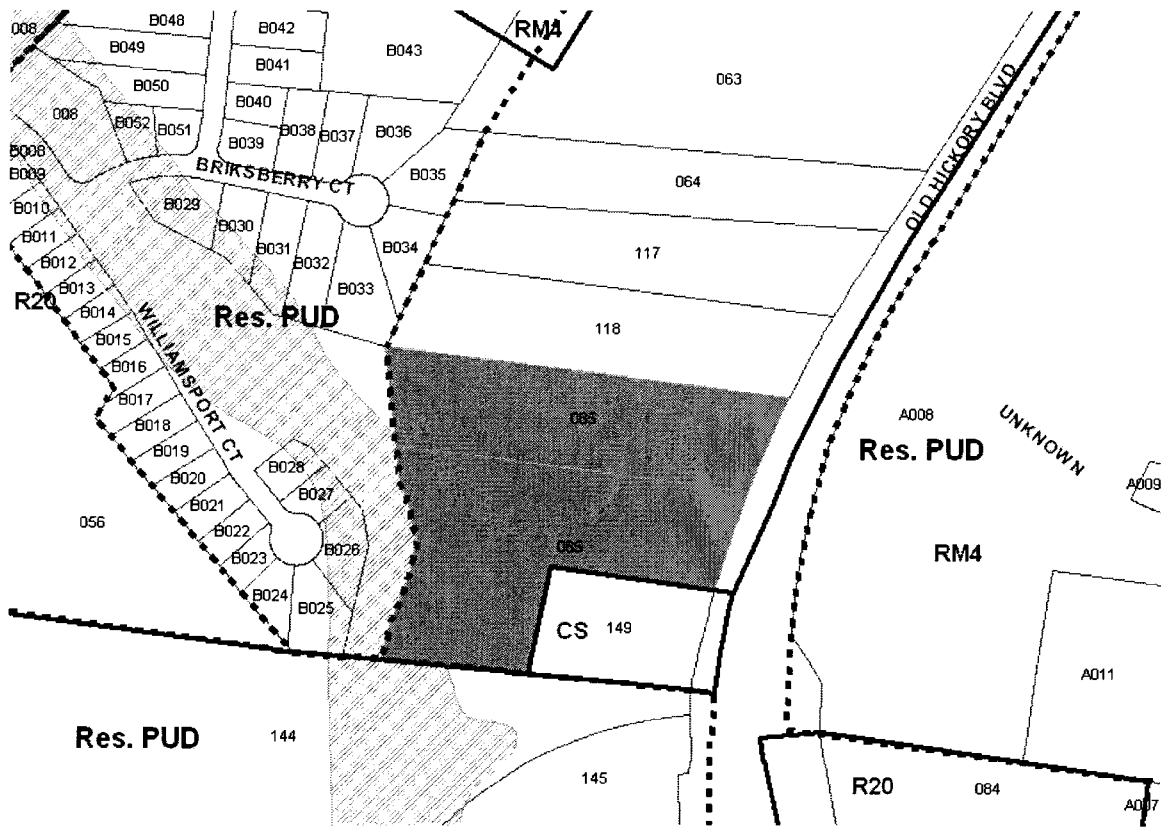 008
B048
B042
RM4
B049
B043
B041
063
B050
B040
008
B052
B051
B038
B037
B036
B039
B008
B009
BRIKSBERRY CT
B035
064
OLD HICKORY BLVD
B010
B029
B030
B011
B031
B034
117
B012
B032
B013
B033
R20
B014
Res. PUD
118
B015
WILLIAMSPORT CT
B016
B017
A008
UNKNOWN
B018
Res. PUD
B019
B028
B020
B027
A009
B021
056
B022
B026
RM4
B023
B024
B025
CS
149
A011
Res. PUD
144
145
R20
084